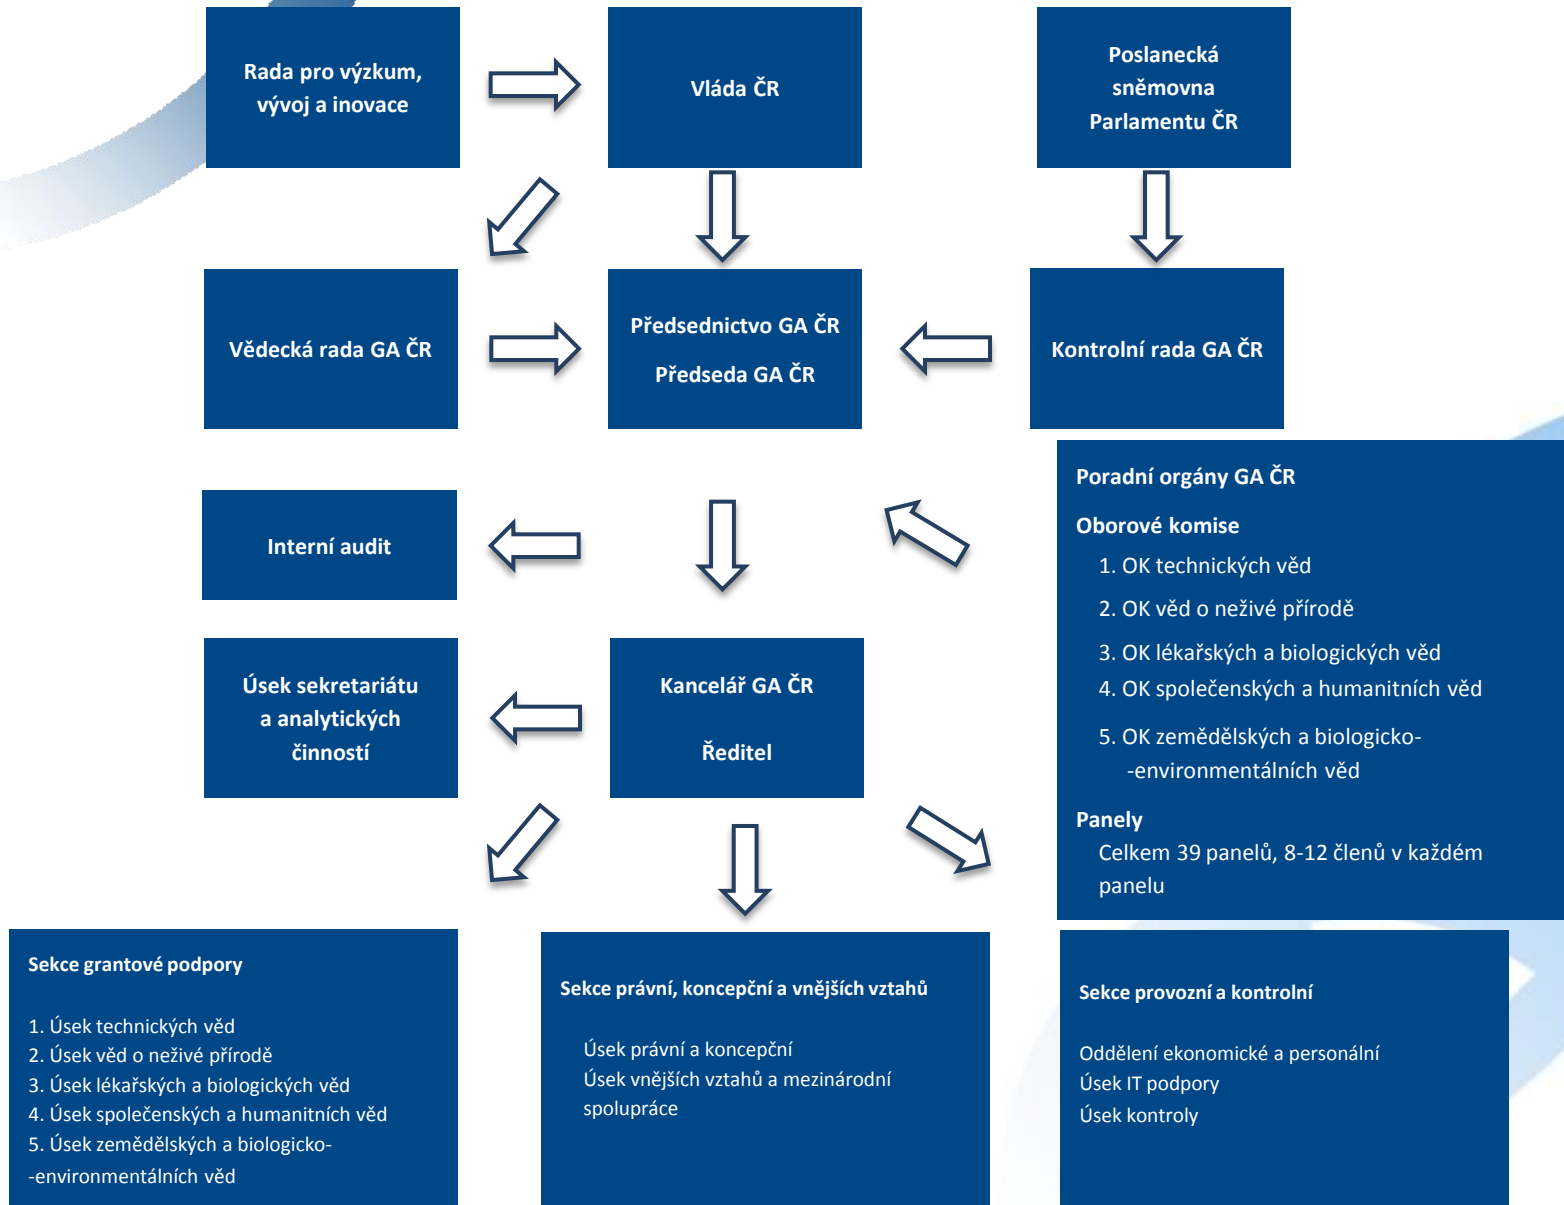 Rada pro výzkum,
vývoj a inovace
Vláda ČR
Poslanecká
sněmovna
Parlamentu ČR
Vědecká rada GA ČR
Předsednictvo GA ČR
Předseda GA ČR
Kontrolní rada GA ČR
Interní audit
Poradní orgány GA ČR
Oborové komise
1. OK technických věd
2. OK věd o neživé přírodě
3. OK lékařských a biologických věd
4. OK společenských a humanitních věd
5. OK zemědělských a biologicko-
-environmentálních věd
Panely
Celkem 39 panelů, 8-12 členů v každém
panelu
Úsek sekretariátu
a analytických
činností
Kancelář GA ČR
Ředitel
Sekce grantové podpory
1. Úsek technických věd
2. Úsek věd o neživé přírodě
3. Úsek lékařských a biologických věd
4. Úsek společenských a humanitních věd
5. Úsek zemědělských a biologicko-
-environmentálních věd
Sekce právní, koncepční a vnějších vztahů
Úsek právní a koncepční
Úsek vnějších vztahů a mezinárodní
spolupráce
Sekce provozní a kontrolní
Oddělení ekonomické a personální
Úsek IT podpory
Úsek kontroly